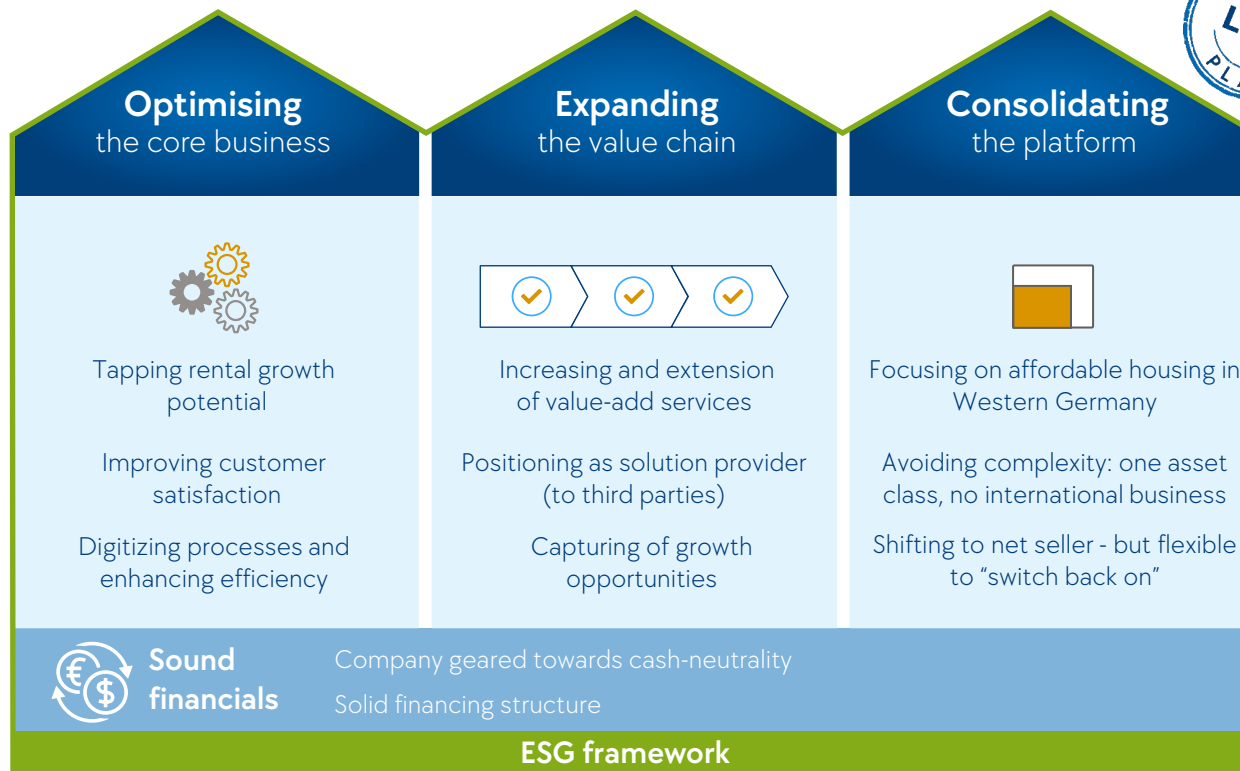 Optimising
the core business
Tapping rental growth
potential
Improving customer
satisfaction
Digitizing processes and
enhancing efficiency
Expanding
the value chain
Increasing and extension
of value-add services
Positioning as solution provider
(to third parties)
Capturing of growth
opportunities
Consolidating
the platform
Focusing on affordable housing in
Western Germany
Avoiding complexity: one asset
class, no international business
Shifting to net seller - but flexible
to “switch back on”
€
$
Sound
financials
Company geared towards cash-neutrality
Solid financing structure
ESG framework